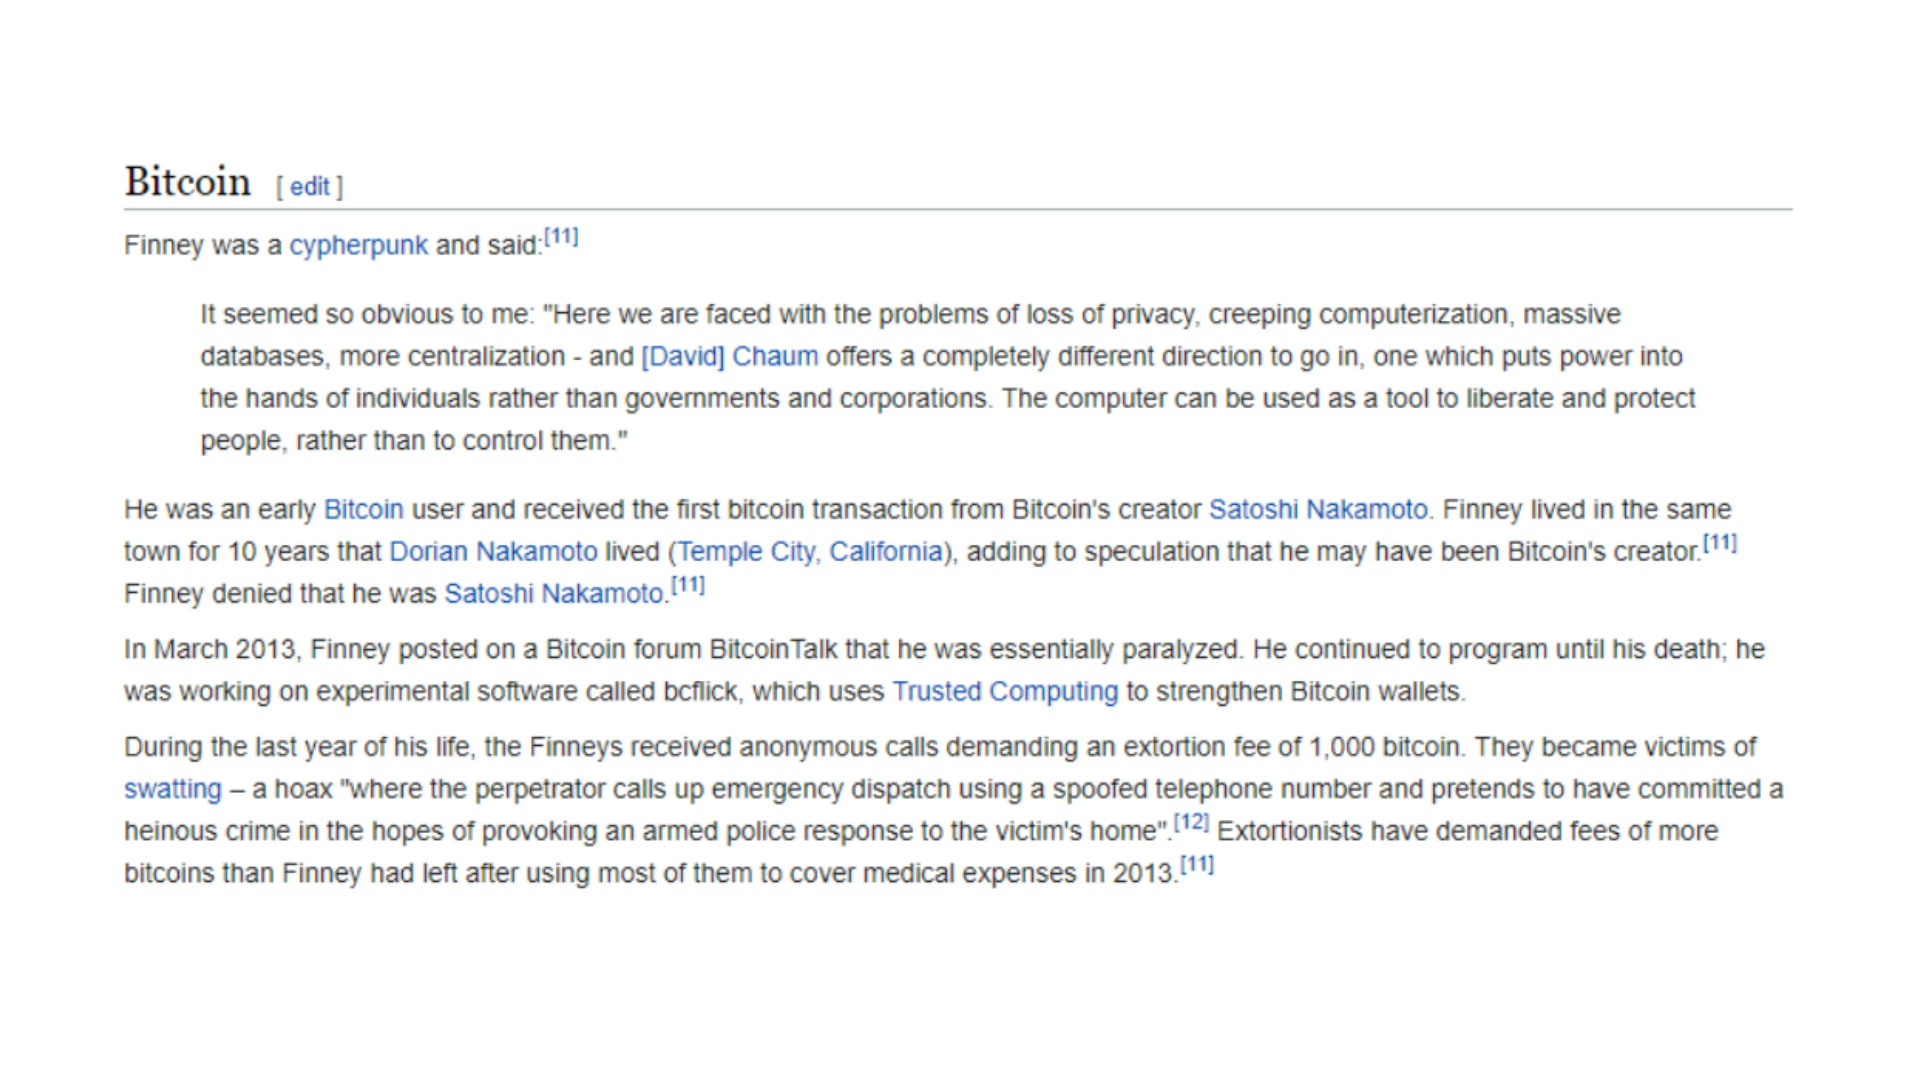 Bitcoin [ edit ]
Finney was a cypherpunk and said:[11]
It seemed so obvious to me: "Here we are faced with the problems of loss of privacy, creeping computerization, massive
databases, more centralization - and [David] Chaum offers a completely different direction to go in, one which puts power into
the hands of individuals rather than governments and corporations. The computer can be used as a tool to liberate and protect
people, rather than to control them."
He was an early Bitcoin user and received the first bitcoin transaction from Bitcoin's creator Satoshi Nakamoto. Finney lived in the same
town for 10 years that Dorian Nakamoto lived (Temple City, California), adding to speculation that he may have been Bitcoin's creator.[11]
Finney denied that he was Satoshi Nakamoto.[11]
In March 2013, Finney posted on a Bitcoin forum BitcoinTalk that he was essentially paralyzed. He continued to program until his death; he
was working on experimental software called bcflick, which uses Trusted Computing to strengthen Bitcoin wallets.
During the last year of his life, the Finneys received anonymous calls demanding an extortion fee of 1,000 bitcoin. They became victims of
swatting – a hoax "where the perpetrator calls up emergency dispatch using a spoofed telephone number and pretends to have committed a
heinous crime in the hopes of provoking an armed police response to the victim's home".[12] Extortionists have demanded fees of more
bitcoins than Finney had left after using most of them to cover medical expenses in 2013.[11]